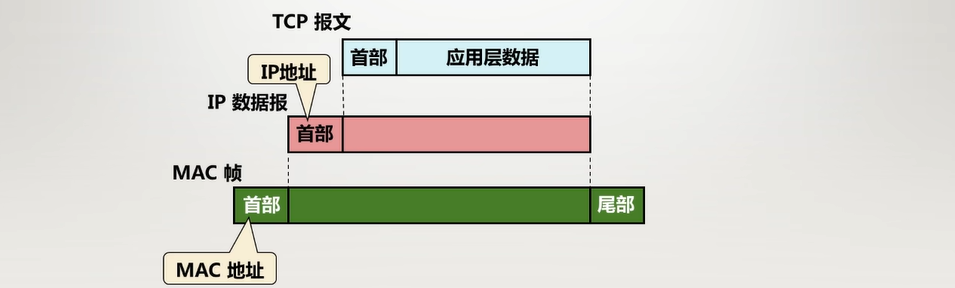 TCP 报文
首部
应用层数据
IP地址
IP 数据报
首部
MAC 帧
首部
尾部
MAC 地址